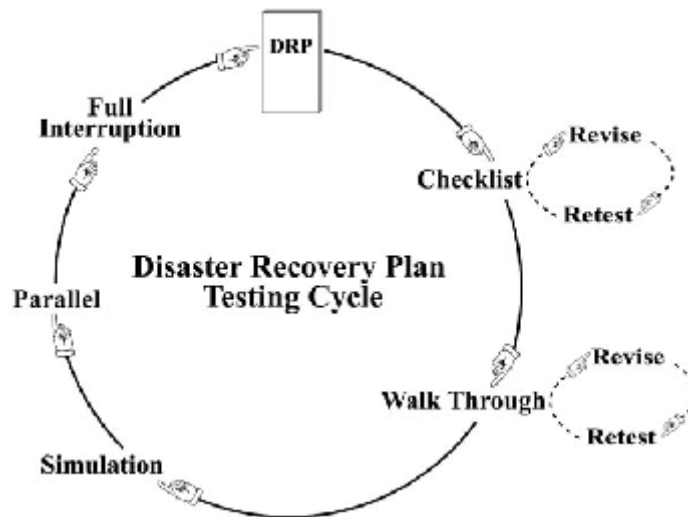 DRP
Full
Interruption
Revise
Checklist
Retest
Disaster Recovery Plan
Testing Cycle
Parallel
Revise
Walk Through
Retest
Simulation